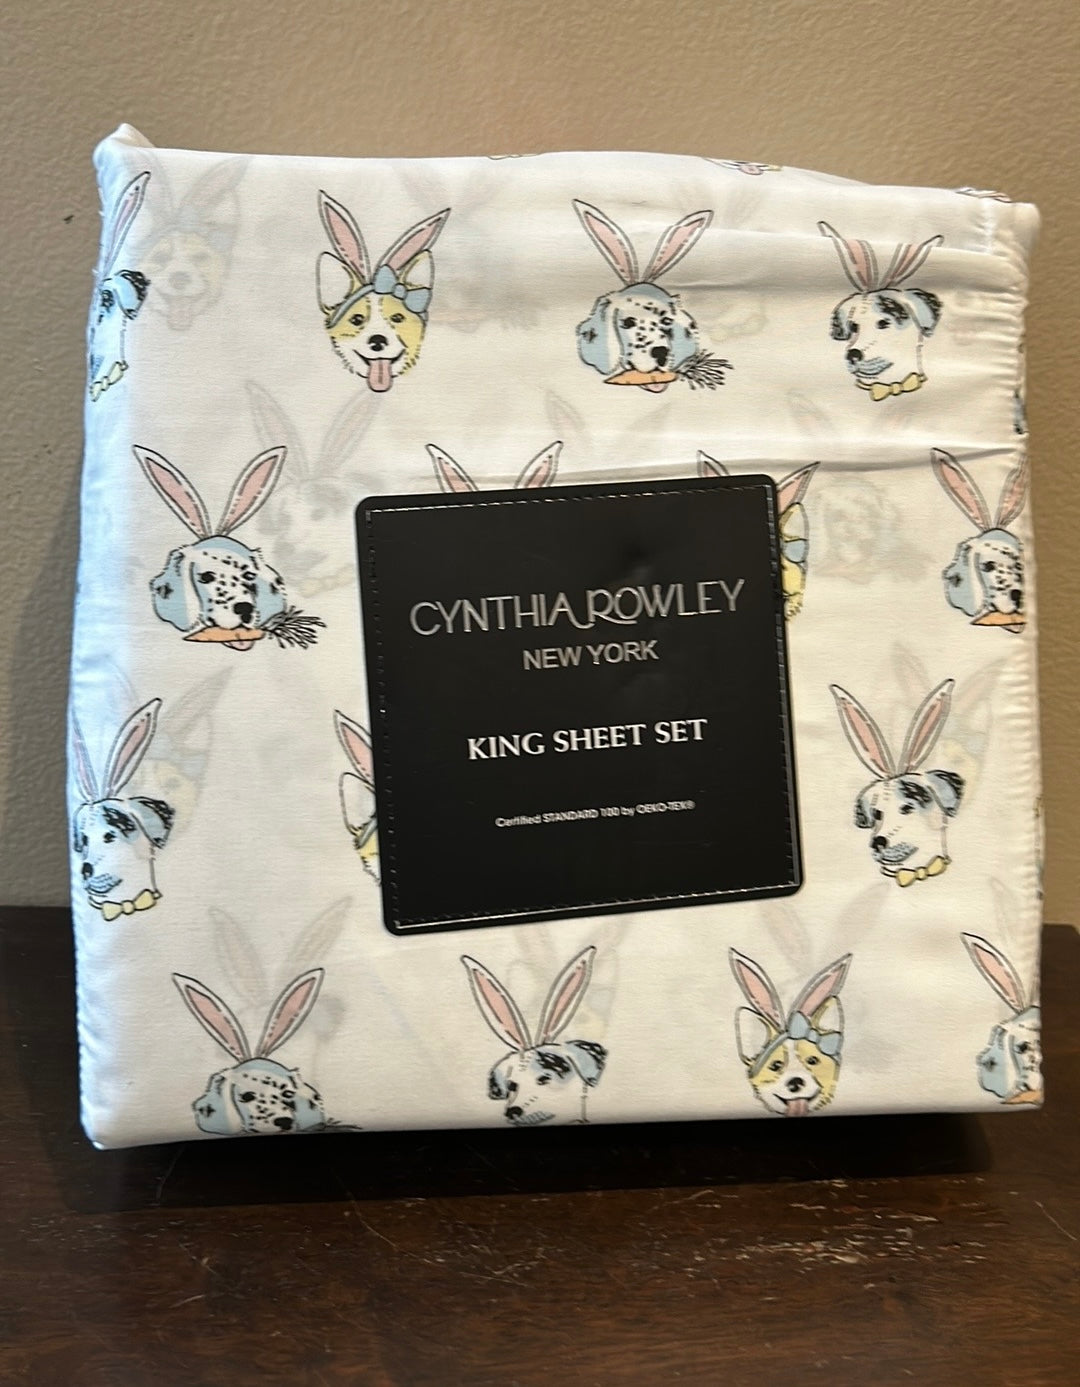 CYNTHIA ROWLEY
NEW YORK
KING SHEET SET
Certified STANDARD 100 by OEKO-TEX®